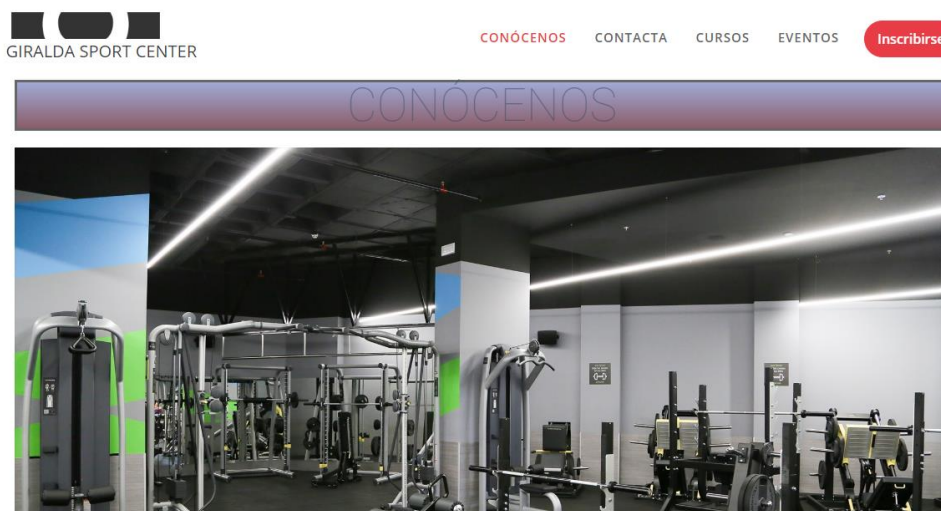 GIRALDA SPORT CENTER
CONÓCENOS CONTACTA CURSOS EVENTOS Inscribirse
CONÓCENOS